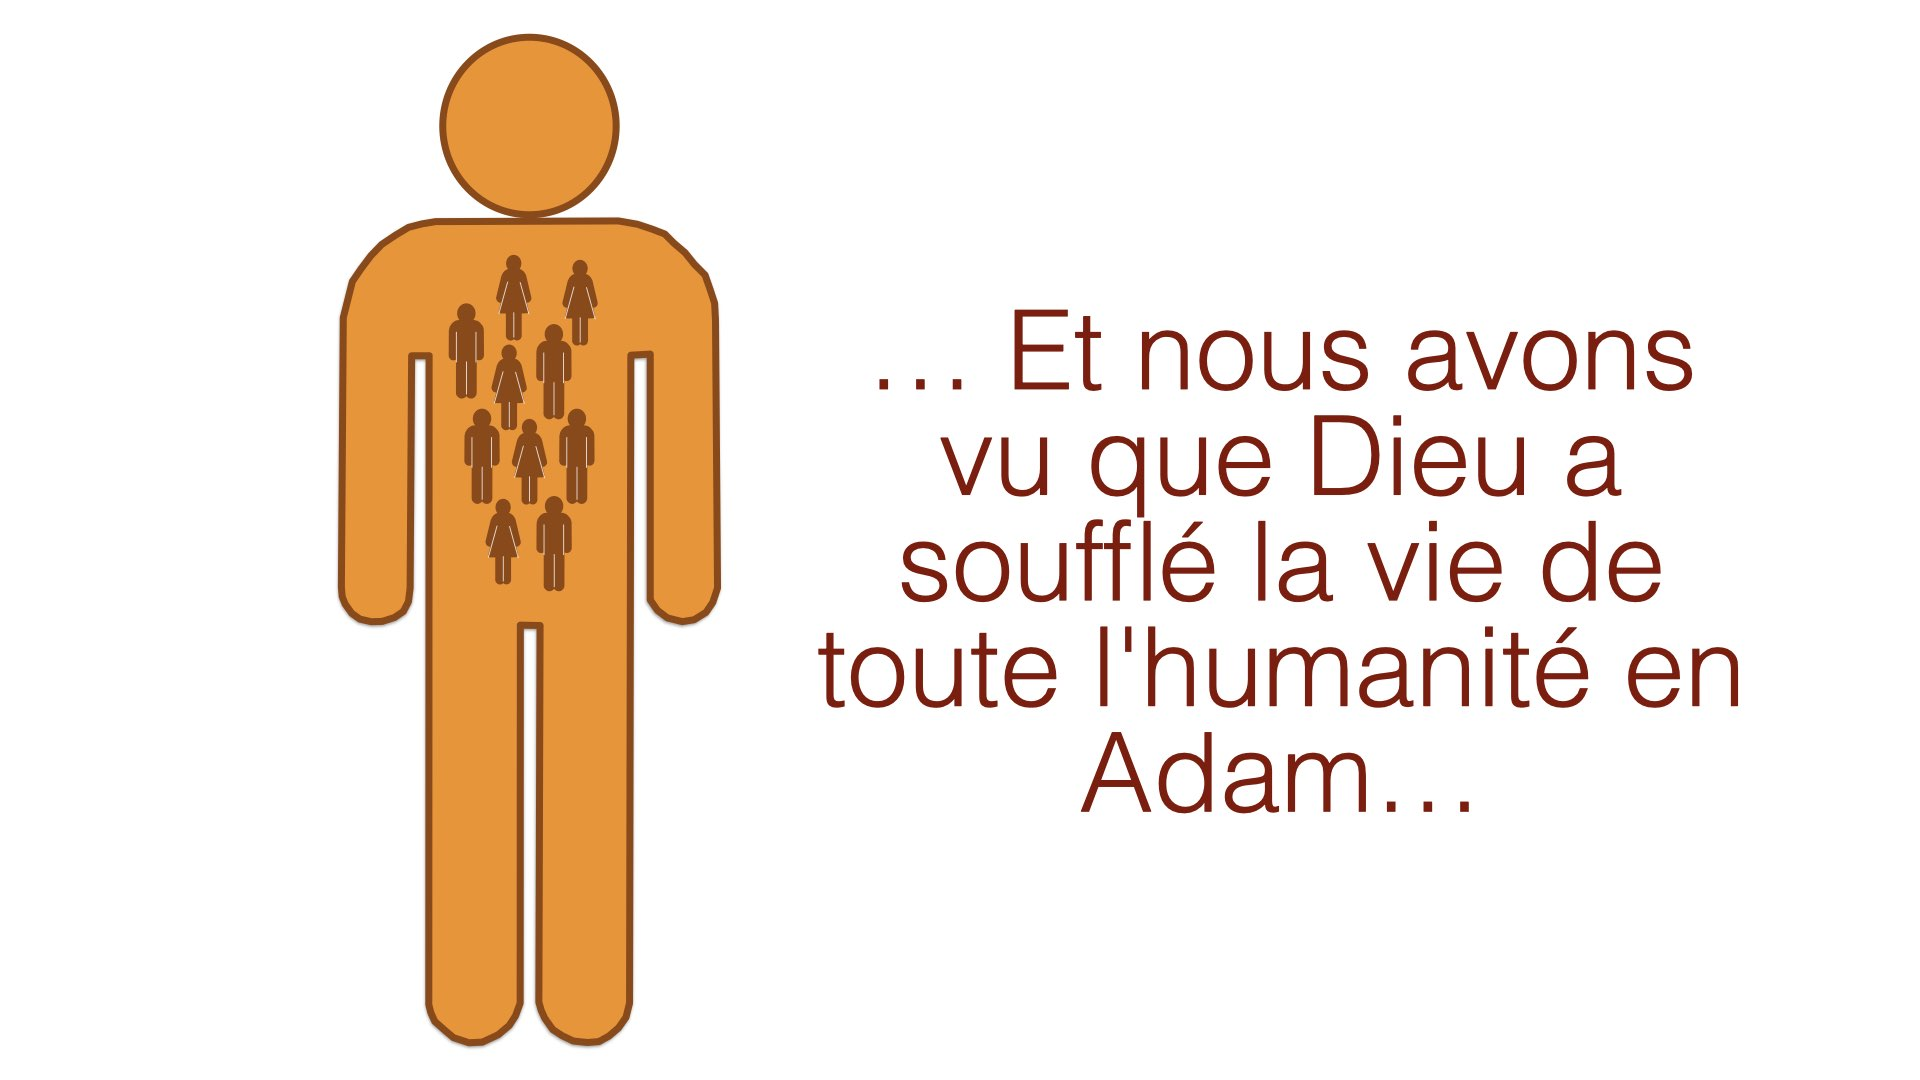 … Et nous avons
vu que Dieu a
soufflé la vie de
toute l'humanité en
Adam…